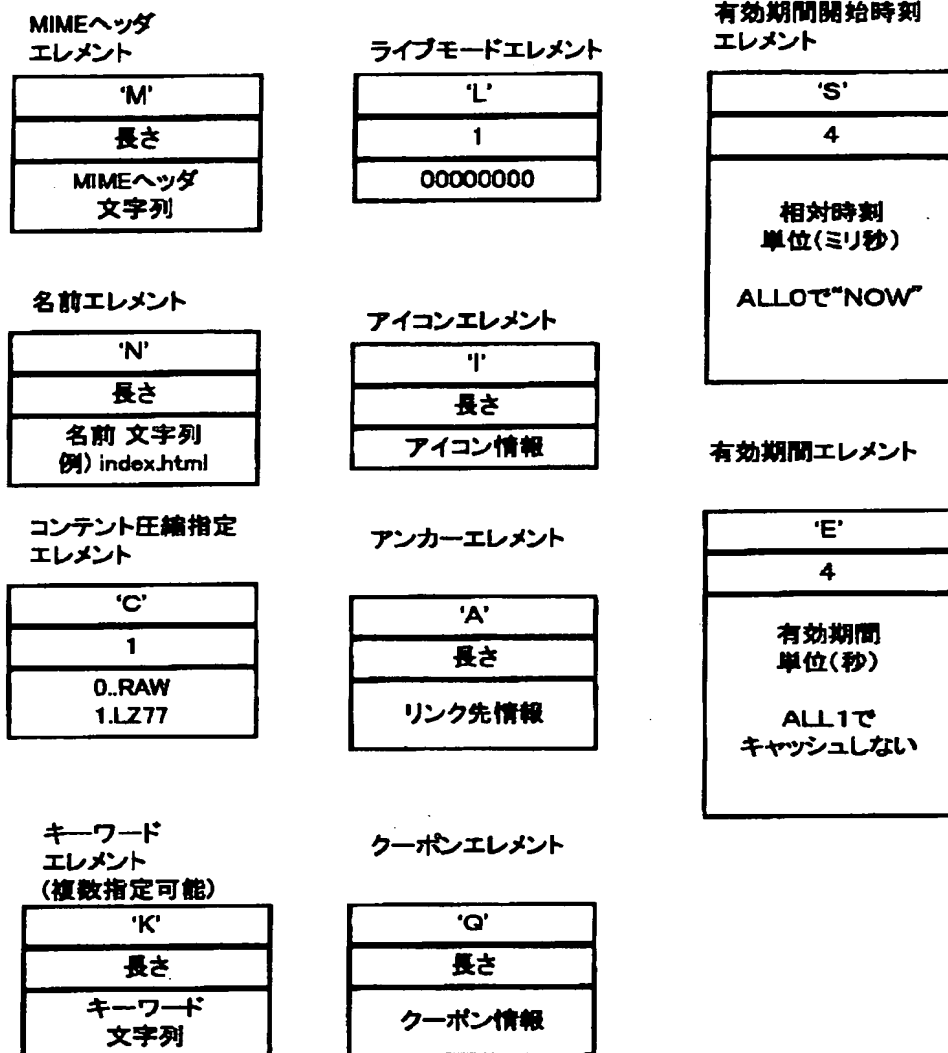 MIMEヘッダ
エレメント
'M'
長さ
MIMEヘッダ
文字列
名前エレメント
'N'
長さ
名前 文字列
例) index.html
コンテント圧縮指定
エレメント
'C'
1
0..RAW
1.LZ77
キーワード
エレメント
(複数指定可能)
'K'
長さ
キーワード
文字列
ライブモードエレメント
'L'
1
00000000
アイコンエレメント
'I'
長さ
アイコン情報
アンカーエレメント
'A'
長さ
リンク先情報
クーポンエレメント
'Q'
長さ
クーポン情報
有効期間開始時刻
エレメント
'S'
4
相対時刻
単位(ミリ秒)
ALL0で"NOW"
有効期間エレメント
'E'
4
有効期間
単位(秒)
ALL1で
キャッシュしない